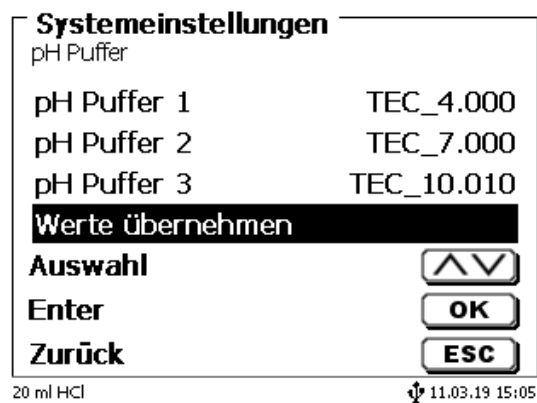 Systemeinstellungen
pH Puffer
pH Puffer 1 TEC_4.000
pH Puffer 2 TEC_7.000
pH Puffer 3 TEC_10.010
Werte übernehmen
Auswahl
Enter OK
Zurück ESC
20 ml HCl 11.03.19 15:05